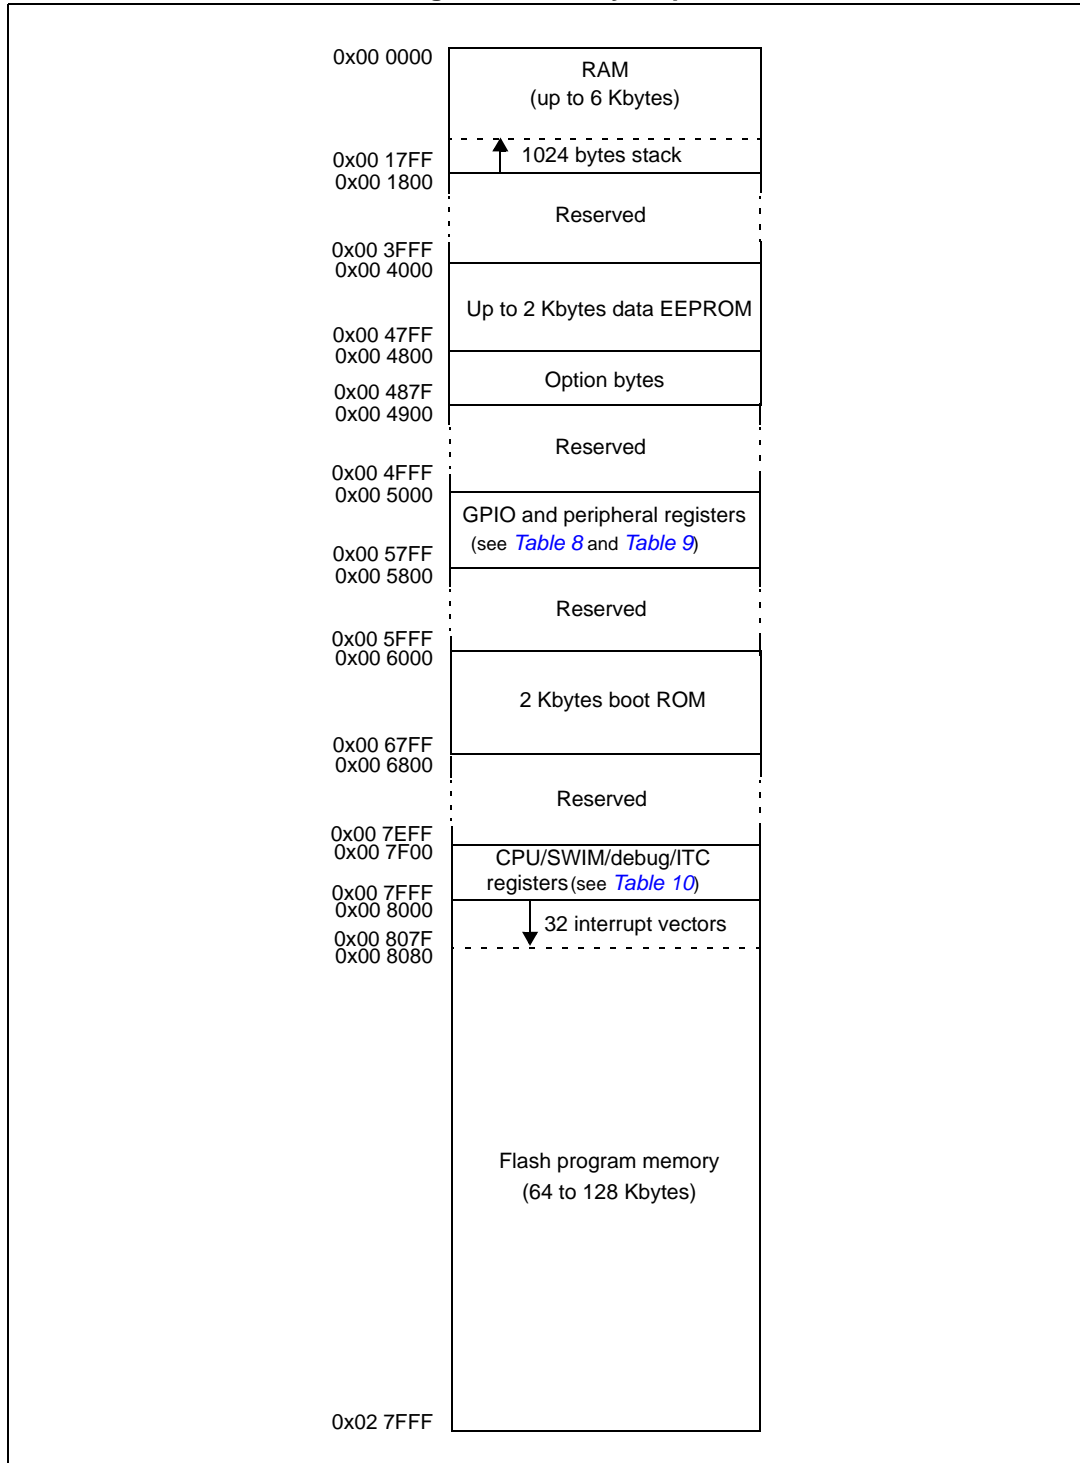 0x00 0000
RAM
(up to 6 Kbytes)
1024 bytes stack
0x00 17FF
0x00 1800
Reserved
0x00 3FFF
0x00 4000
Up to 2 Kbytes data EEPROM
0x00 47FF
0x00 4800
Option bytes
0x00 487F
0x00 4900
Reserved
0x00 4FFF
0x00 5000
GPIO and peripheral registers
(see Table 8 and Table 9)
0x00 57FF
0x00 5800
Reserved
0x00 5FFF
0x00 6000
2 Kbytes boot ROM
0x00 67FF
0x00 6800
Reserved
0x00 7EFF
0x00 7F00
CPU/SWIM/debug/ITC
registers (see Table 10)
0x00 7FFF
0x00 8000
32 interrupt vectors
0x00 807F
0x00 8080
Flash program memory
(64 to 128 Kbytes)
0x02 7FFF